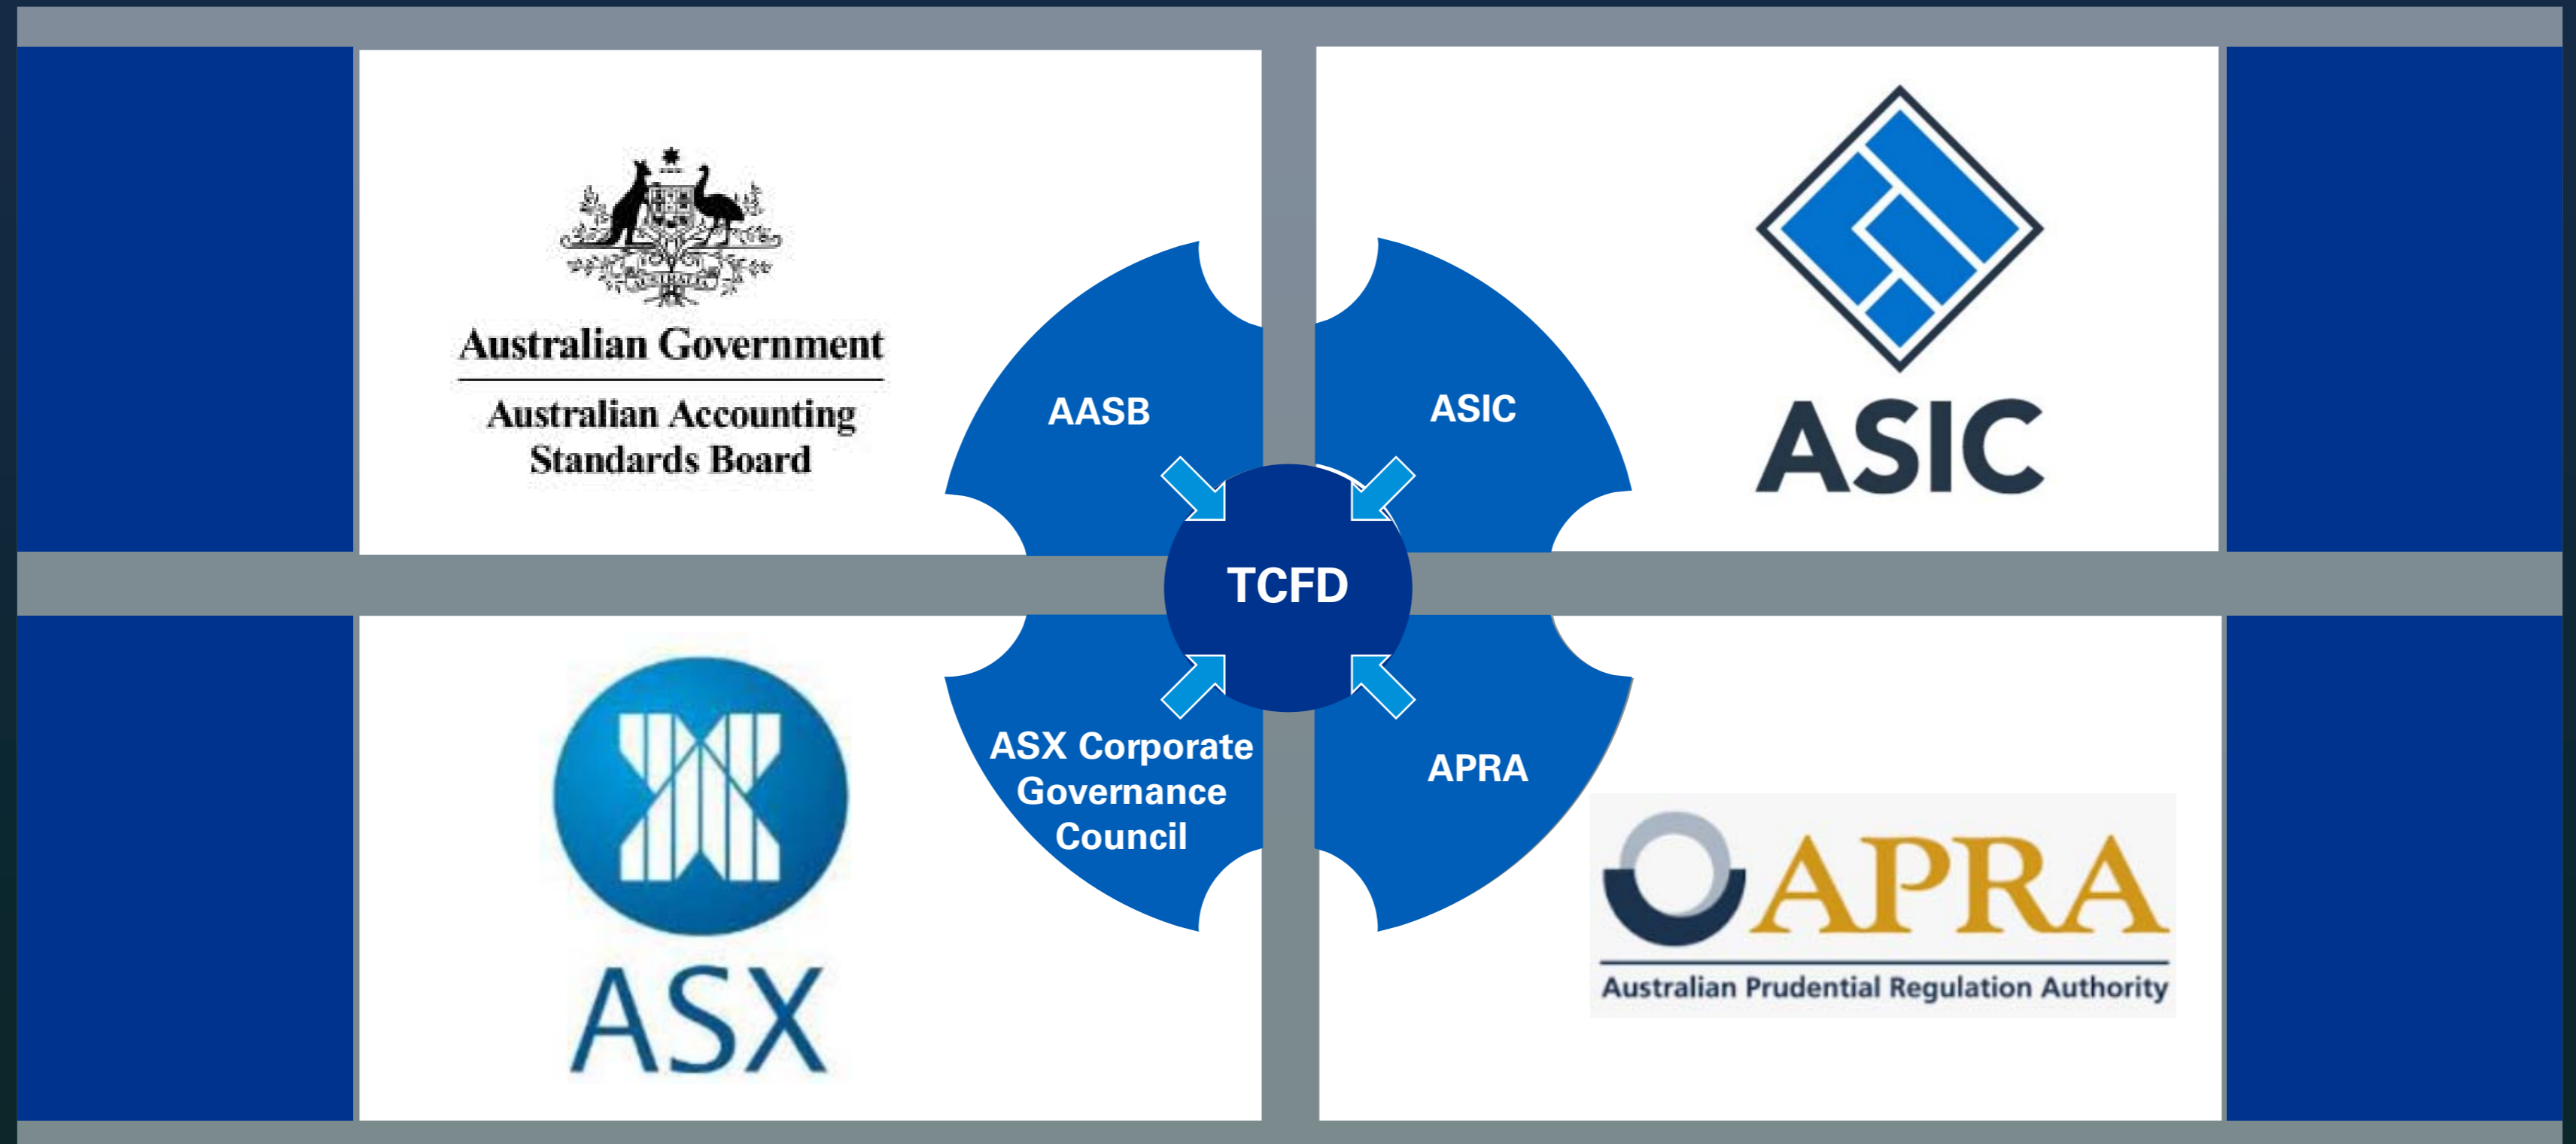 Australian Government
Australian Accounting
Standards Board
AASB
ASIC
ASIC
TCFD
ASX
ASX Corporate
Governance
Council
APRA
APRA
Australian Prudential Regulation Authority